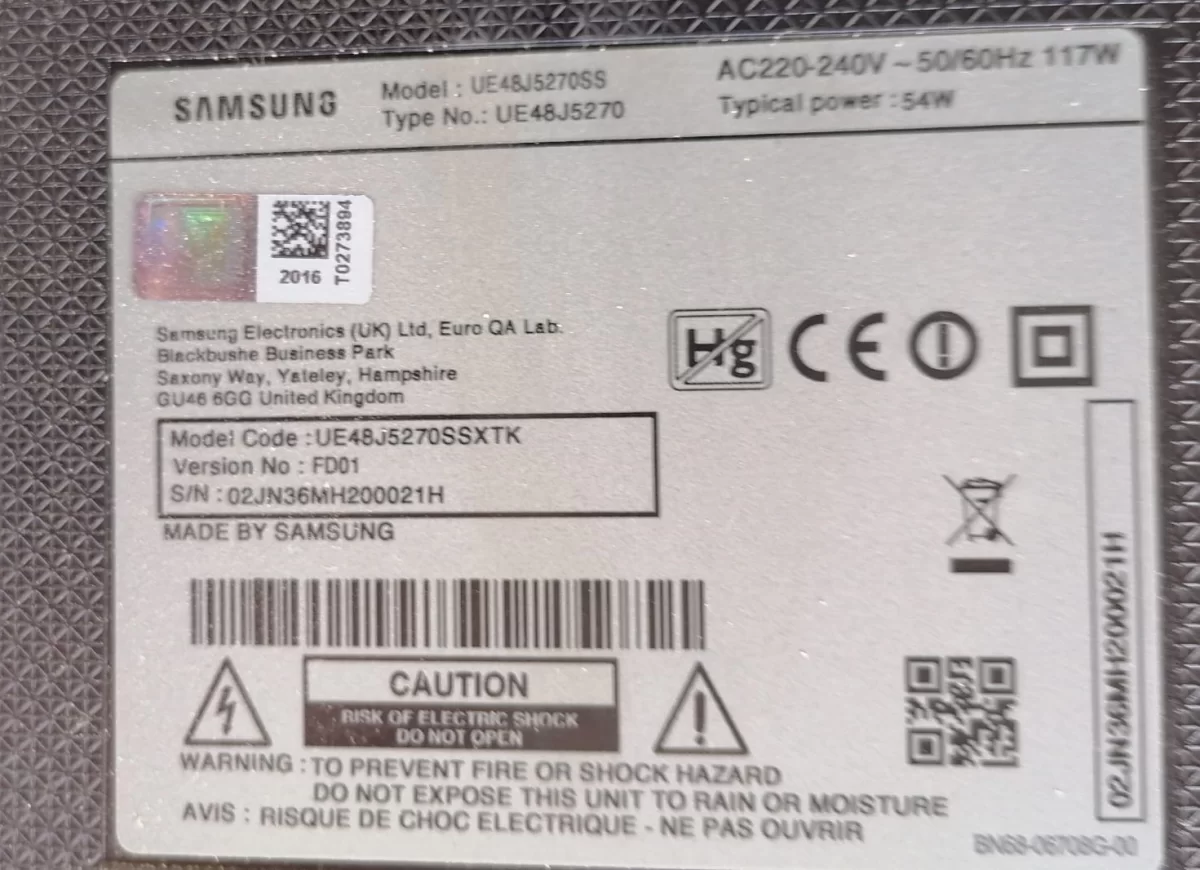 SAMSUNG
Model : UE48J5270SS
Type No.: UE48J5270
AC220-240V ~ 50/60Hz 117W
Typical power : 54W
2016
T0273894
Samsung Electronics (UK) Ltd, Euro QA Lab.
Blackbushe Business Park
Saxony Way, Yateley, Hampshire
GU46 6GG United Kingdom
Hg
CE
Model Code : UE48J5270SSXTK
Version No : FD01
S/N : 02JN36MH200021H
MADE BY SAMSUNG
02JN36MH200021H
CAUTION
RISK OF ELECTRIC SHOCK
DO NOT OPEN
WARNING : TO PREVENT FIRE OR SHOCK HAZARD
DO NOT EXPOSE THIS UNIT TO RAIN OR MOISTURE
AVIS : RISQUE DE CHOC ELECTRIQUE - NE PAS OUVRIR
BN68-06708G-00